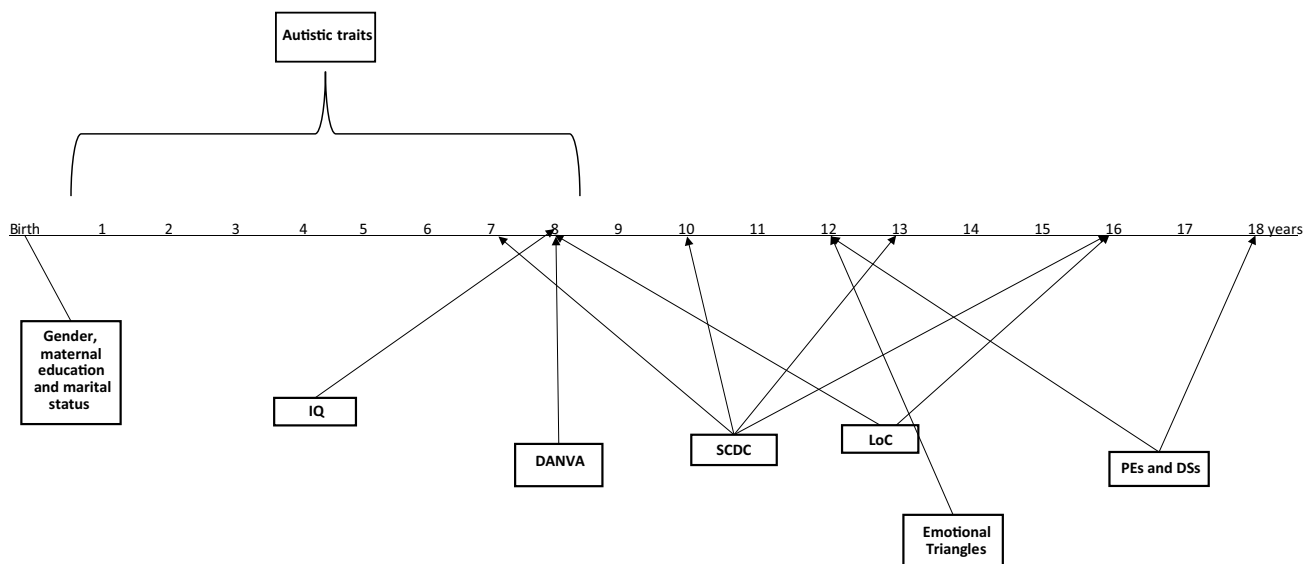 Autistic traits
Birth 1 2 3 4 5 6 7 8 9 10 11 12 13 14 15 16 17 18 years
Gender,
maternal
education
and marital
status
IQ
DANVA
SCDC
LoC
PEs and DSs
Emotional
Triangles